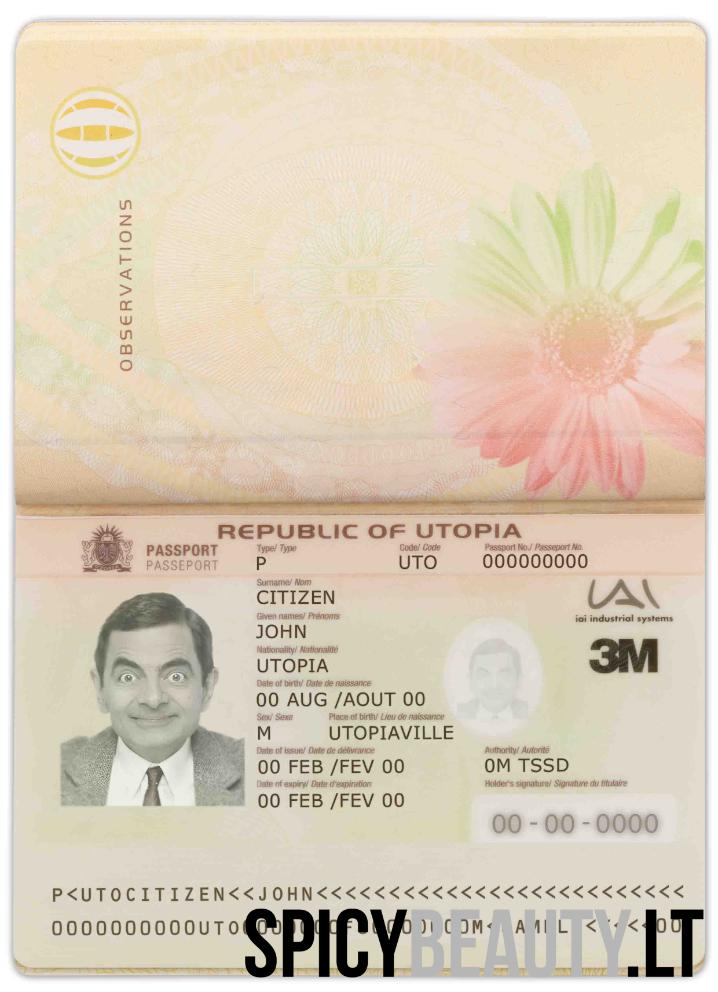 OBSERVATIONS
REPUBLIC OF UTOPIA
PASSPORT
PASSEPORT
Type/ Type
Code/ Code
Passport No./ Passeport No.
P
UTO
000000000
Surname/ Nom
CITIZEN
Given names/ Prénoms
JOHN
Nationality/ Nationalité
UTOPIA
Date of birth/ Date de naissance
00 AUG /AOUT 00
Sex/ Sexe
Place of birth/ Lieu de naissance
M
UTOPIAVILLE
Date of issue/ Date de délivrance
Authority/ Autorité
00 FEB /FEV 00
0M TSSD
Date of expiry/ Date d'expiration
Holder's signature/ Signature du titulaire
00 FEB /FEV 00
00-00-0000
IAI
iai industrial systems
3M
P<UTOCITIZEN<<JOHN<<<<<<<<<<<<<<<<<<<<<<<<<<
SPICYBEAUTY.LT